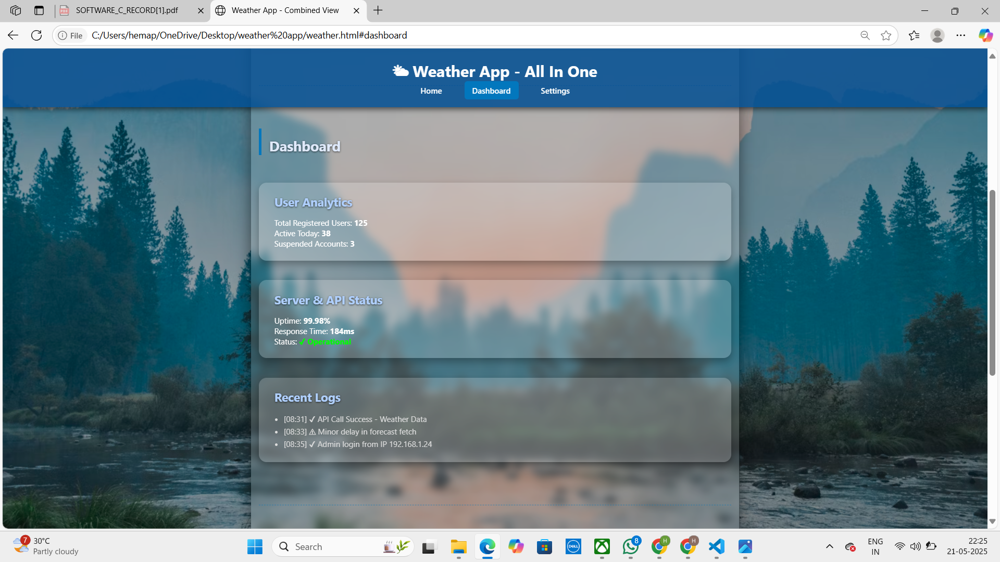 SOFTWARE_C_RECORD[1].pdf
Weather App - Combined View
File
C:/Users/hemap/OneDrive/Desktop/weather%20app/weather.html#dashboard
Weather App - All In One
Home
Dashboard
Settings
Dashboard
User Analytics
Total Registered Users: 125
Active Today: 38
Suspended Accounts: 3
Server & API Status
Uptime: 99.98%
Response Time: 184ms
Status: ✓ Operational
Recent Logs
• [08:31] ✓ API Call Success - Weather Data
• [08:33] ⚠ Minor delay in forecast fetch
• [08:35] ✓ Admin login from IP 192.168.1.24
7
30°C
Partly cloudy
Search
DELL
8
H
H
ENG
IN
22:25
21-05-2025